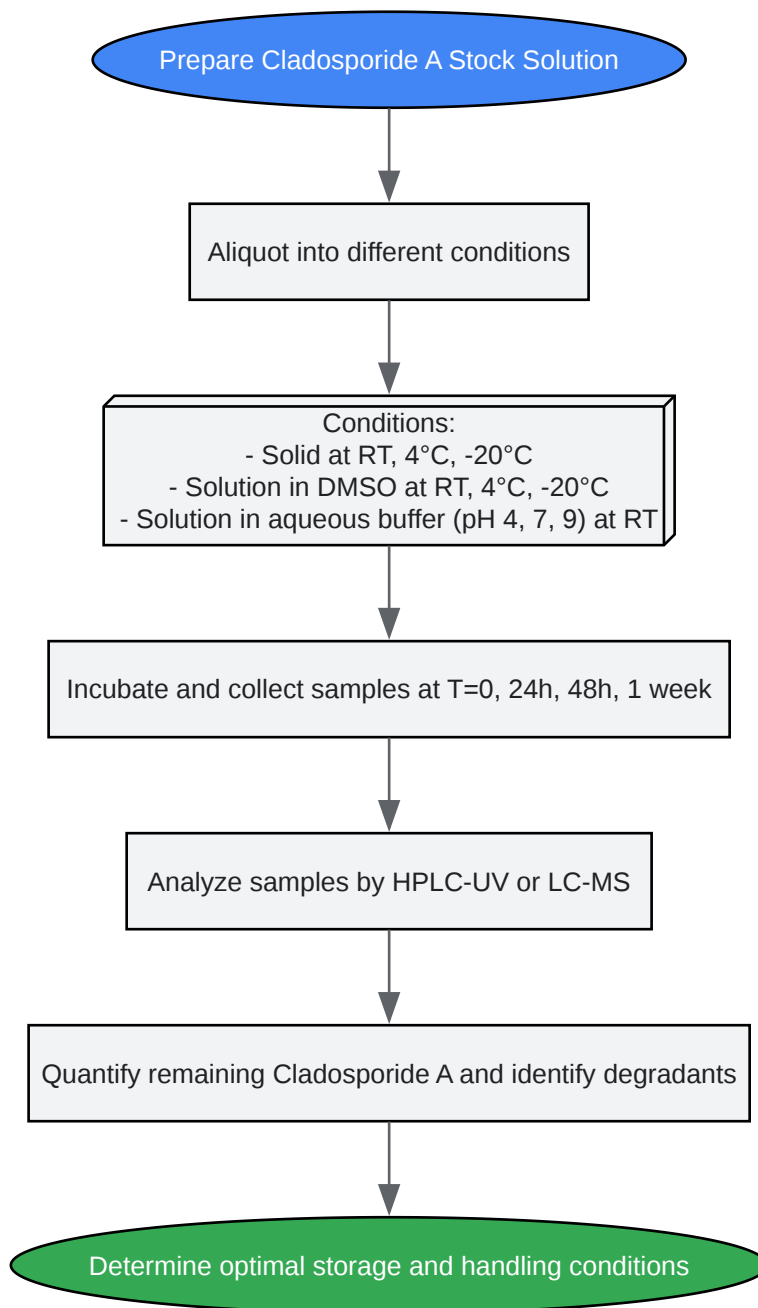 Prepare Cladosporide A Stock Solution
Aliquot into different conditions
Conditions:
- Solid at RT, 4°C, -20°C
- Solution in DMSO at RT, 4°C, -20°C
- Solution in aqueous buffer (pH 4, 7, 9) at RT
Incubate and collect samples at T=0, 24h, 48h, 1 week
Analyze samples by HPLC-UV or LC-MS
Quantify remaining Cladosporide A and identify degradants
Determine optimal storage and handling conditions